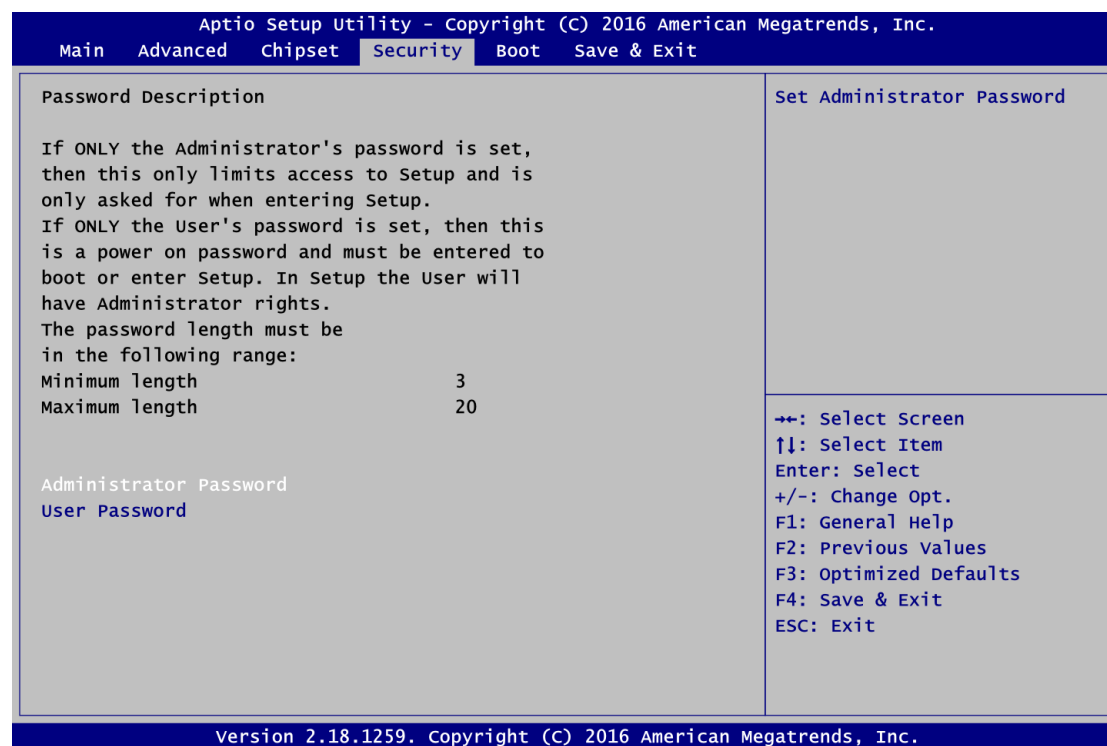 Aptio Setup Utility - Copyright (C) 2016 American Megatrends, Inc.
Main Advanced Chipset Security Boot Save & Exit
Password Description
If ONLY the Administrator's password is set,
then this only limits access to Setup and is
only asked for when entering Setup.
If ONLY the User's password is set, then this
is a power on password and must be entered to
boot or enter Setup. In Setup the User will
have Administrator rights.
The password length must be
in the following range:
Minimum length 3
Maximum length 20
Administrator Password
User Password
Set Administrator Password
→←: Select Screen
↑↓: Select Item
Enter: Select
+/-: Change Opt.
F1: General Help
F2: Previous Values
F3: Optimized Defaults
F4: Save & Exit
ESC: Exit
Version 2.18.1259. Copyright (C) 2016 American Megatrends, Inc.